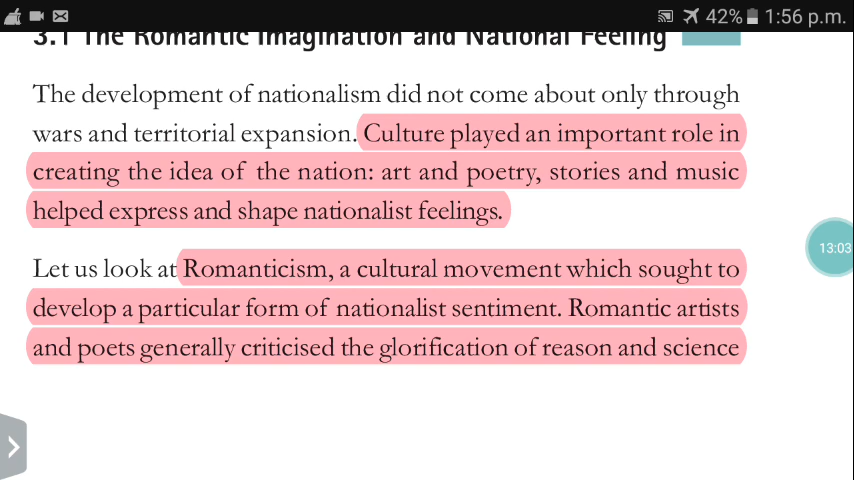 42% 1:56 p.m.
3.1 The Romantic Imagination and National Feeling
The development of nationalism did not come about only through
wars and territorial expansion. Culture played an important role in
creating the idea of the nation: art and poetry, stories and music
helped express and shape nationalist feelings.
13:03
Let us look at Romanticism, a cultural movement which sought to
develop a particular form of nationalist sentiment. Romantic artists
and poets generally criticised the glorification of reason and science